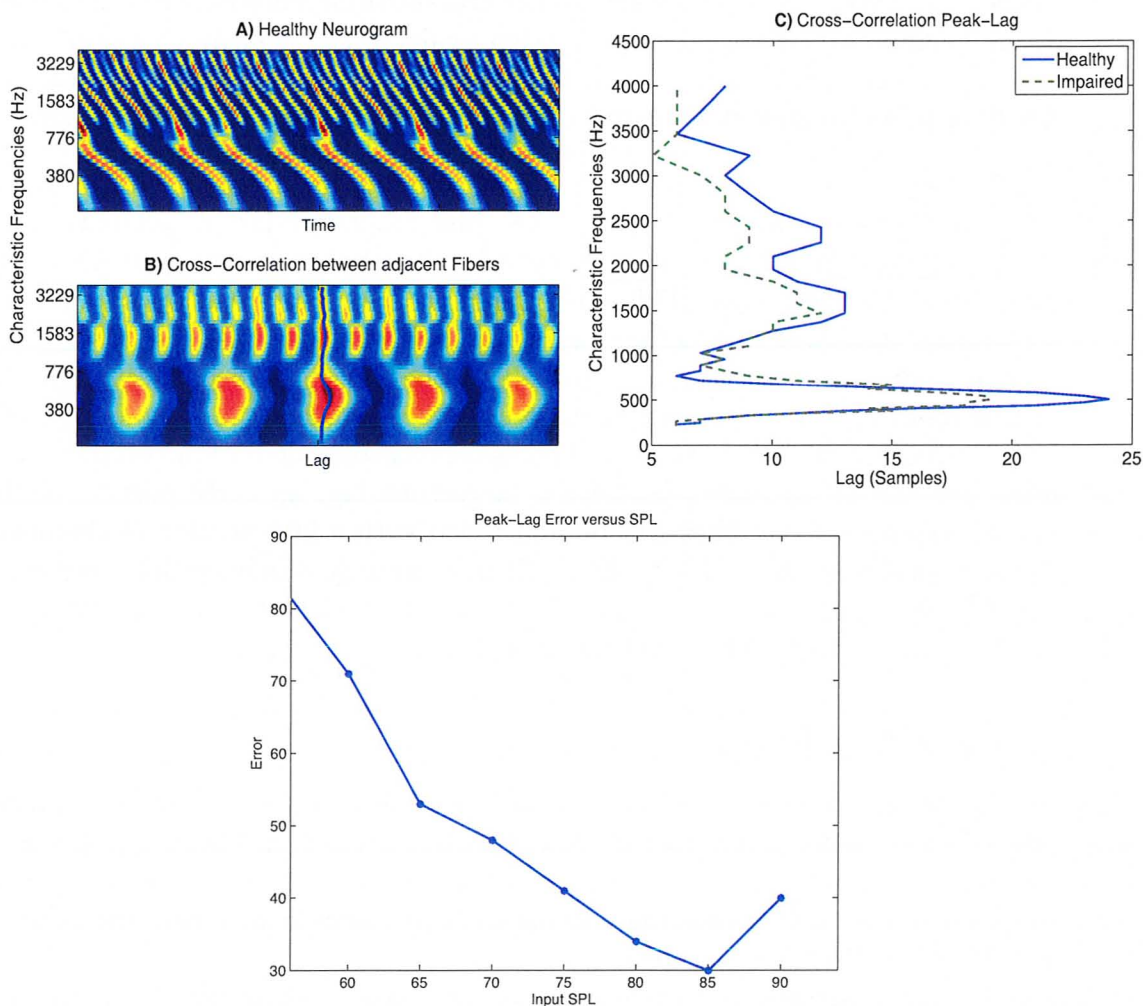 A) Healthy Neurogram
Characteristic Frequencies (Hz)
3229
1583
776
380
Time
B) Cross-Correlation between adjacent Fibers
3229
1583
776
380
Lag
C) Cross-Correlation Peak-Lag
Healthy
Impaired
Characteristic Frequencies (Hz)
4500
4000
3500
3000
2500
2000
1500
1000
500
0
5 10 15 20 25
Lag (Samples)
Peak-Lag Error versus SPL
Error
90
80
70
60
50
40
30
60 65 70 75 80 85 90
Input SPL